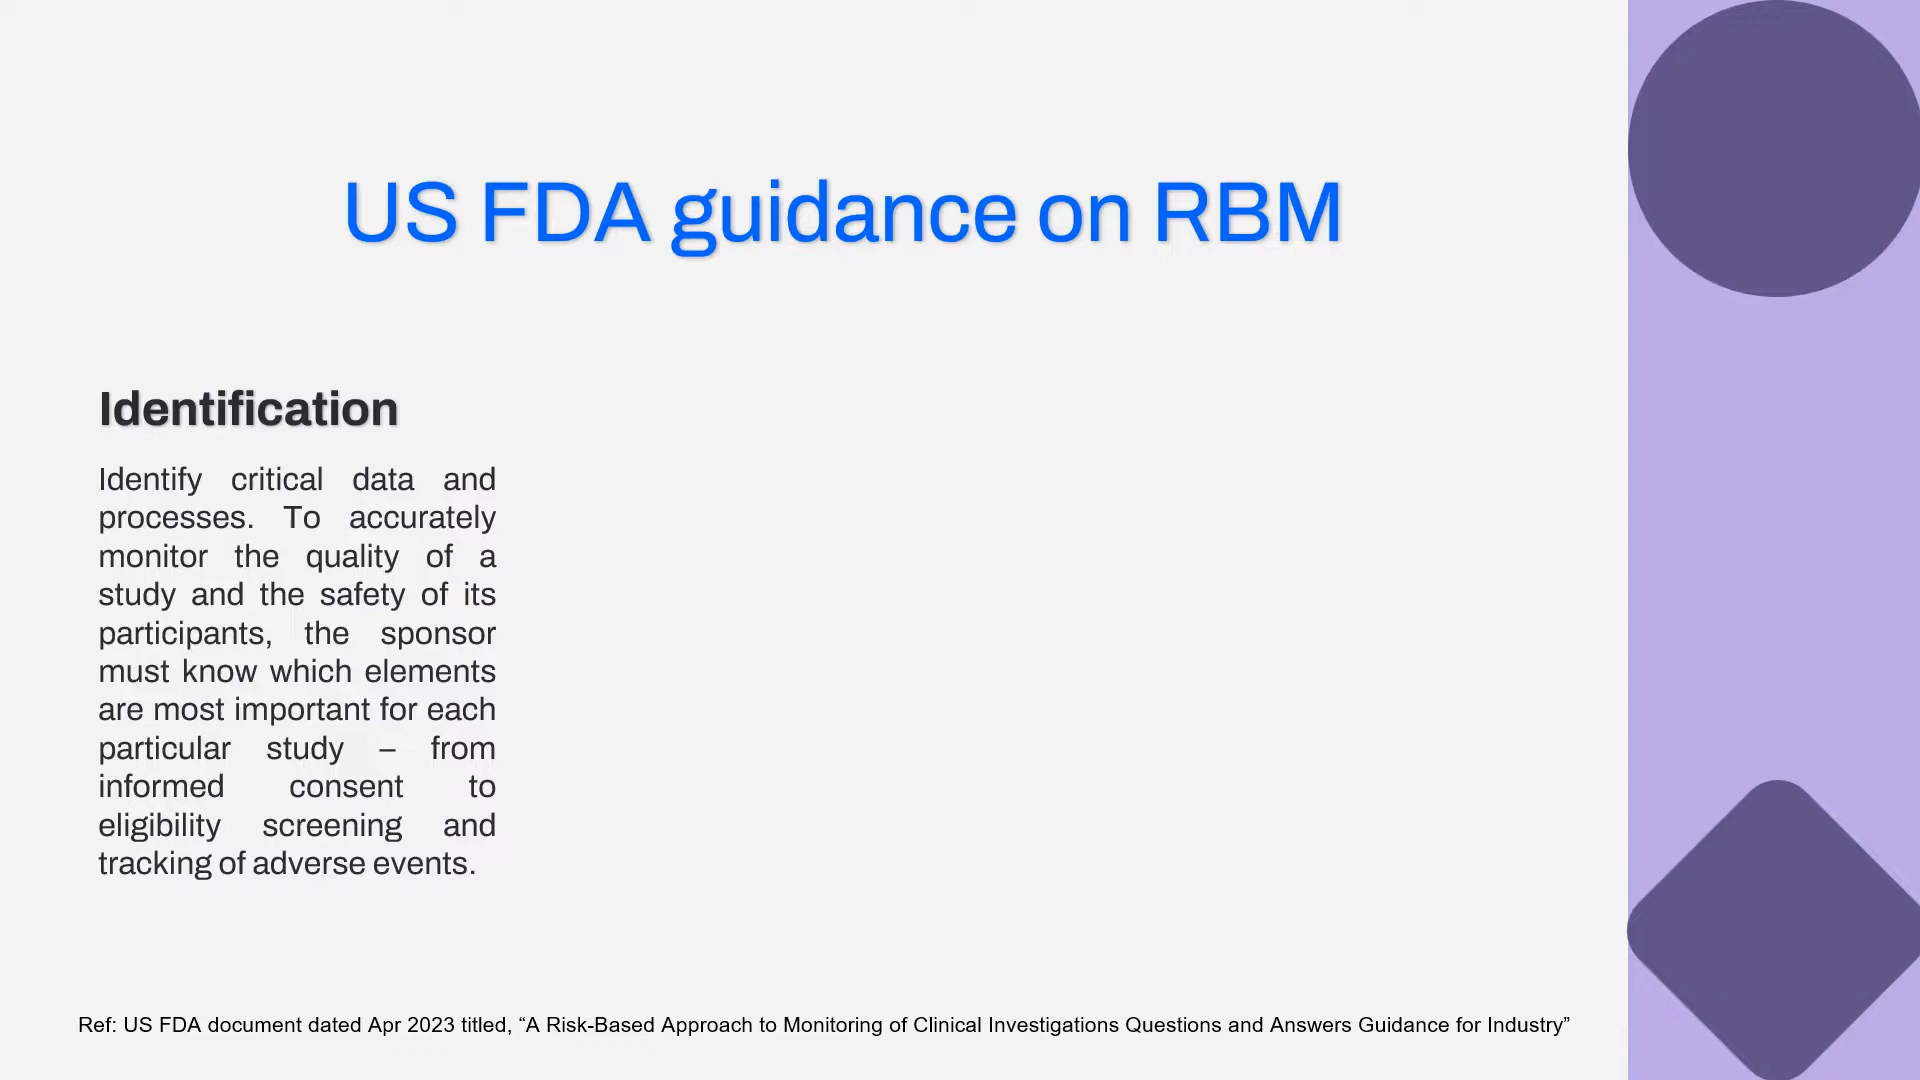 US FDA guidance on RBM
Identification
Identify critical data and
processes. To accurately
monitor the quality of a
study and the safety of its
participants, the sponsor
must know which elements
are most important for each
particular study – from
informed consent to
eligibility screening and
tracking of adverse events.
Ref: US FDA document dated Apr 2023 titled, “A Risk-Based Approach to Monitoring of Clinical Investigations Questions and Answers Guidance for Industry”